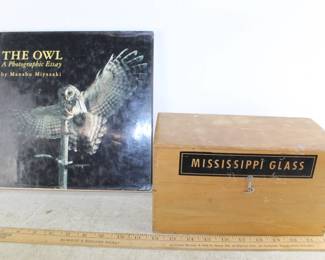 THE OWL
A Photographic Essay
by Manabu Miyazaki
MISSISSIPPI GLASS